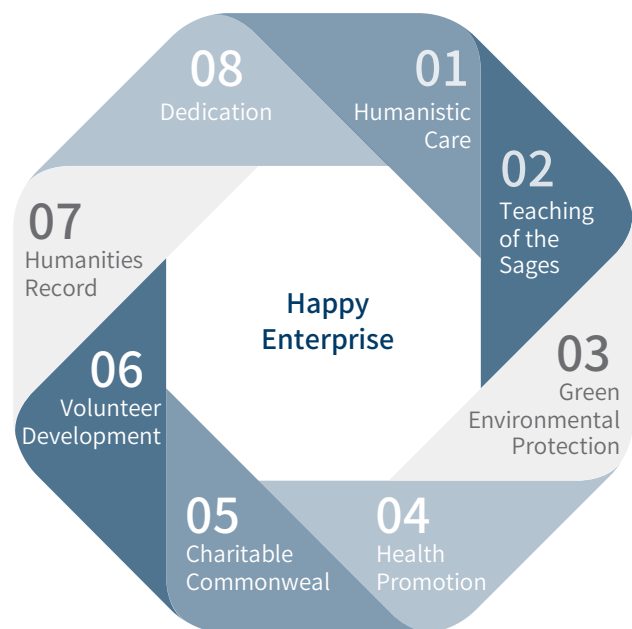 01
Humanistic
Care
02
Teaching
of the
Sages
03
Green
Environmental
Protection
04
Health
Promotion
05
Charitable
Commonweal
06
Volunteer
Development
07
Humanities
Record
08
Dedication
Happy
Enterprise